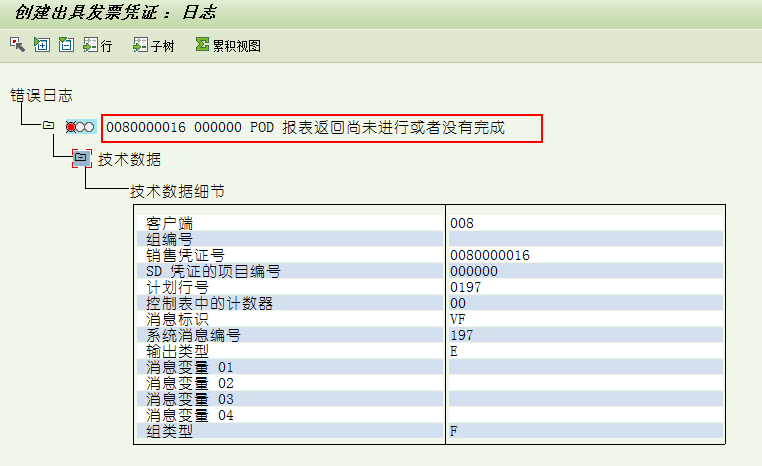 创建出具发票凭证：日志
行 子树 累积视图
错误日志
0080000016 000000 POD 报表返回尚未进行或者没有完成
技术数据
技术数据细节
客户端 008
组编号
销售凭证号 0080000016
SD 凭证的项目编号 000000
计划行号 0197
控制表中的计数器 00
消息标识 VF
系统消息编号 197
输出类型 E
消息变量 01
消息变量 02
消息变量 03
消息变量 04
组类型 F